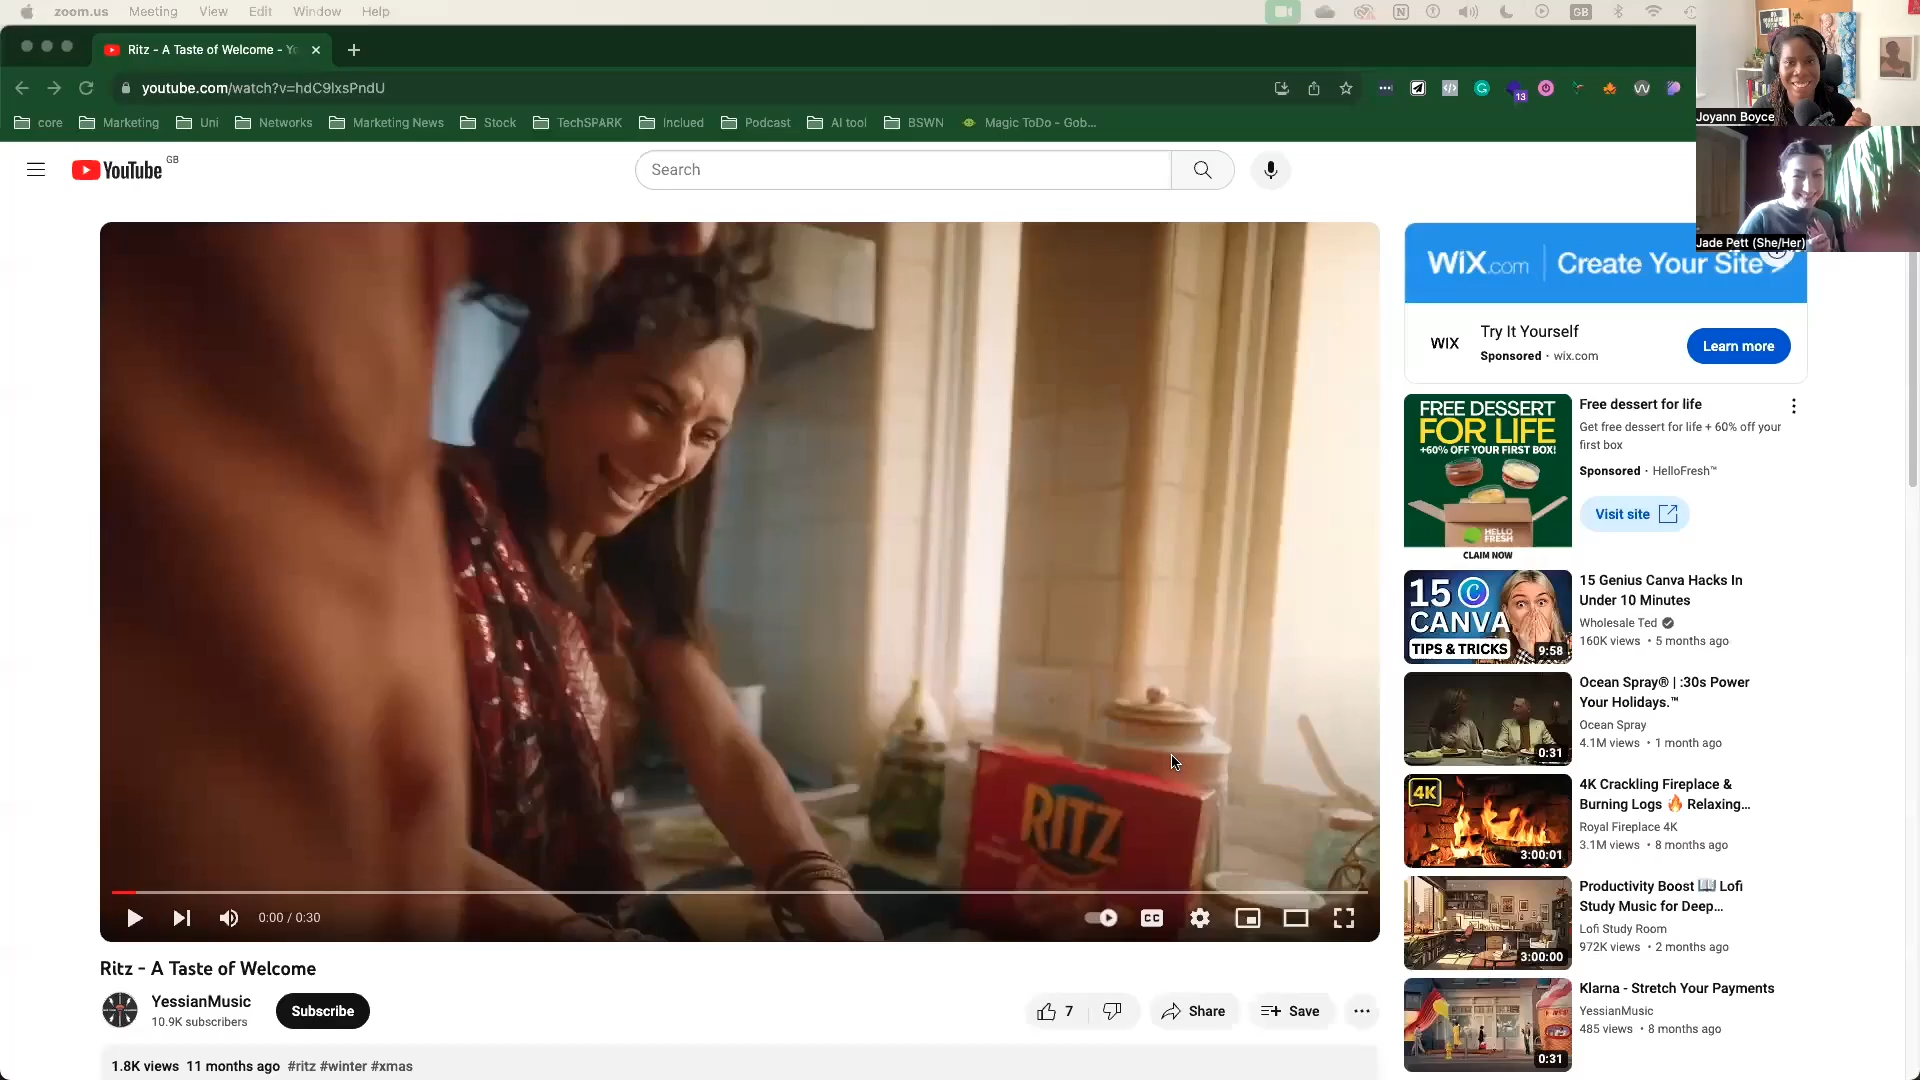 zoom.us Meeting View Edit Window Help
GB
Ritz - A Taste of Welcome - Yo
youtube.com/watch?v=hdC9lxsPndU
13
core Marketing Uni Networks Marketing News Stock TechSPARK Inclued Podcast AI tool BSWN Magic ToDo - Gob...
Joyann Boyce
Jade Pett (She/Her)
YouTube GB
Search
RITZ
0:00 / 0:30
CC
Ritz - A Taste of Welcome
YessianMusic
10.9K subscribers
Subscribe
7
Share
Save
1.8K views 11 months ago #ritz #winter #xmas
WIX.com Create Your Site
WIX
Try It Yourself
Sponsored · wix.com
Learn more
FREE DESSERT
FOR LIFE
+60% OFF YOUR FIRST BOX!
HELLO
FRESH
CLAIM NOW
Free dessert for life
Get free dessert for life + 60% off your
first box
Sponsored · HelloFresh™
Visit site
15
CANVA
TIPS & TRICKS
9:58
15 Genius Canva Hacks In
Under 10 Minutes
Wholesale Ted
160K views • 5 months ago
0:31
Ocean Spray® | :30s Power
Your Holidays.™
Ocean Spray
4.1M views • 1 month ago
4K
3:00:01
4K Crackling Fireplace &
Burning Logs 🔥 Relaxing...
Royal Fireplace 4K
3.1M views • 8 months ago
3:00:00
Productivity Boost 📖 Lofi
Study Music for Deep...
Lofi Study Room
972K views • 2 months ago
0:31
Klarna - Stretch Your Payments
YessianMusic
485 views • 8 months ago